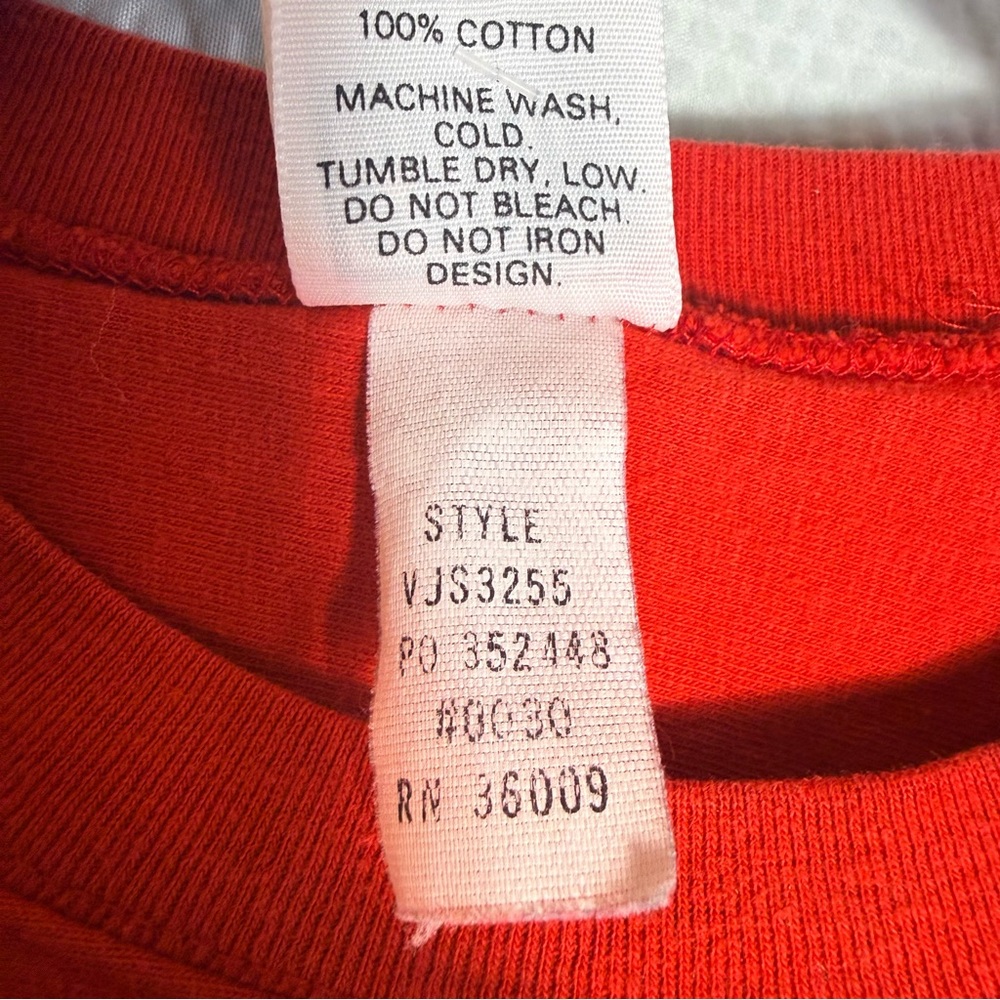 100% COTTON
MACHINE WASH,
COLD.
TUMBLE DRY, LOW.
DO NOT BLEACH.
DO NOT IRON
DESIGN.
STYLE
VJS3255
PO 352448
#0030
RN 36009